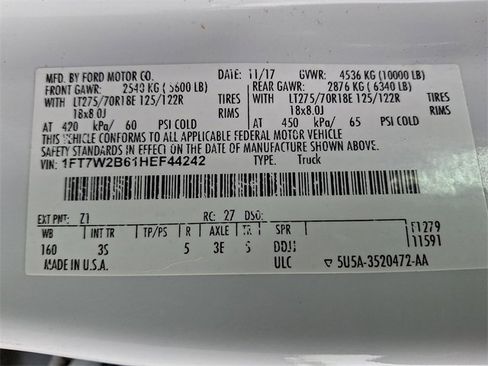 MFD. BY FORD MOTOR CO. DATE: 11/17 GVWR: 4536 KG (10000 LB)
FRONT GAWR: 2540 KG (5600 LB) REAR GAWR: 2876 KG (6340 LB)
WITH LT275/70R18E 125/122R TIRES WITH LT275/70R18E 125/122R TIRES
18x8.0J RIMS 18x8.0J RIMS
AT 420 kPa/ 60 PSI COLD AT 450 kPa/ 65 PSI COLD
THIS VEHICLE CONFORMS TO ALL APPLICABLE FEDERAL MOTOR VEHICLE
SAFETY STANDARDS IN EFFECT ON THE DATE OF MANUFACTURE SHOWN ABOVE.
VIN: 1FT7W2B61HEF44242 TYPE: Truck
EXT PNT: Z1 RC: 27 DSO:
WB INT TR TP/PS R AXLE TR SPR F1279
160 3S 5 3E DDJJ 11591
MADE IN U.S.A. ULC ▽ 5U5A-3520472-AA